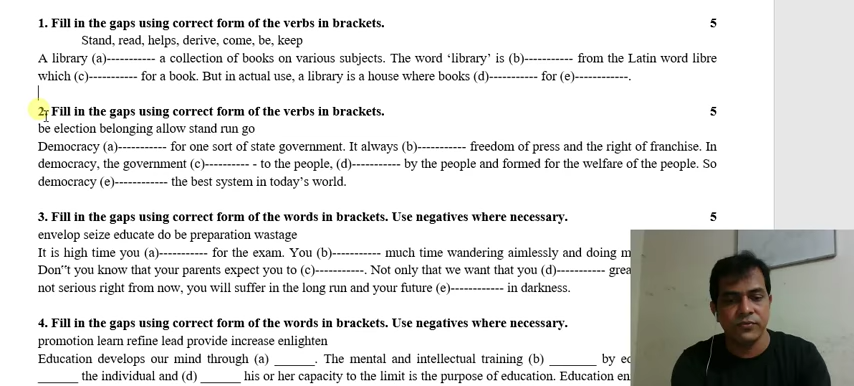 1. Fill in the gaps using correct form of the verbs in brackets. 5
Stand, read, helps, derive, come, be, keep
A library (a)----------- a collection of books on various subjects. The word ‘library’ is (b)----------- from the Latin word libre
which (c)----------- for a book. But in actual use, a library is a house where books (d)----------- for (e)------------.
2. Fill in the gaps using correct form of the verbs in brackets. 5
be election belonging allow stand run go
Democracy (a)----------- for one sort of state government. It always (b)----------- freedom of press and the right of franchise. In
democracy, the government (c)---------- - to the people, (d)----------- by the people and formed for the welfare of the people. So
democracy (e)------------ the best system in today’s world.
3. Fill in the gaps using correct form of the words in brackets. Use negatives where necessary. 5
envelop seize educate do be preparation wastage
It is high time you (a)----------- for the exam. You (b)----------- much time wandering aimlessly and doing
Don‟t you know that your parents expect you to (c)-----------. Not only that we want that you (d)-----------
not serious right from now, you will suffer in the long run and your future (e)------------ in darkness.
4. Fill in the gaps using correct form of the words in brackets. Use negatives where necessary.
promotion learn refine lead provide increase enlighten
Education develops our mind through (a) ______. The mental and intellectual training (b) _______ by
______ the individual and (d) ______ his or her capacity to the limit is the purpose of education. Education